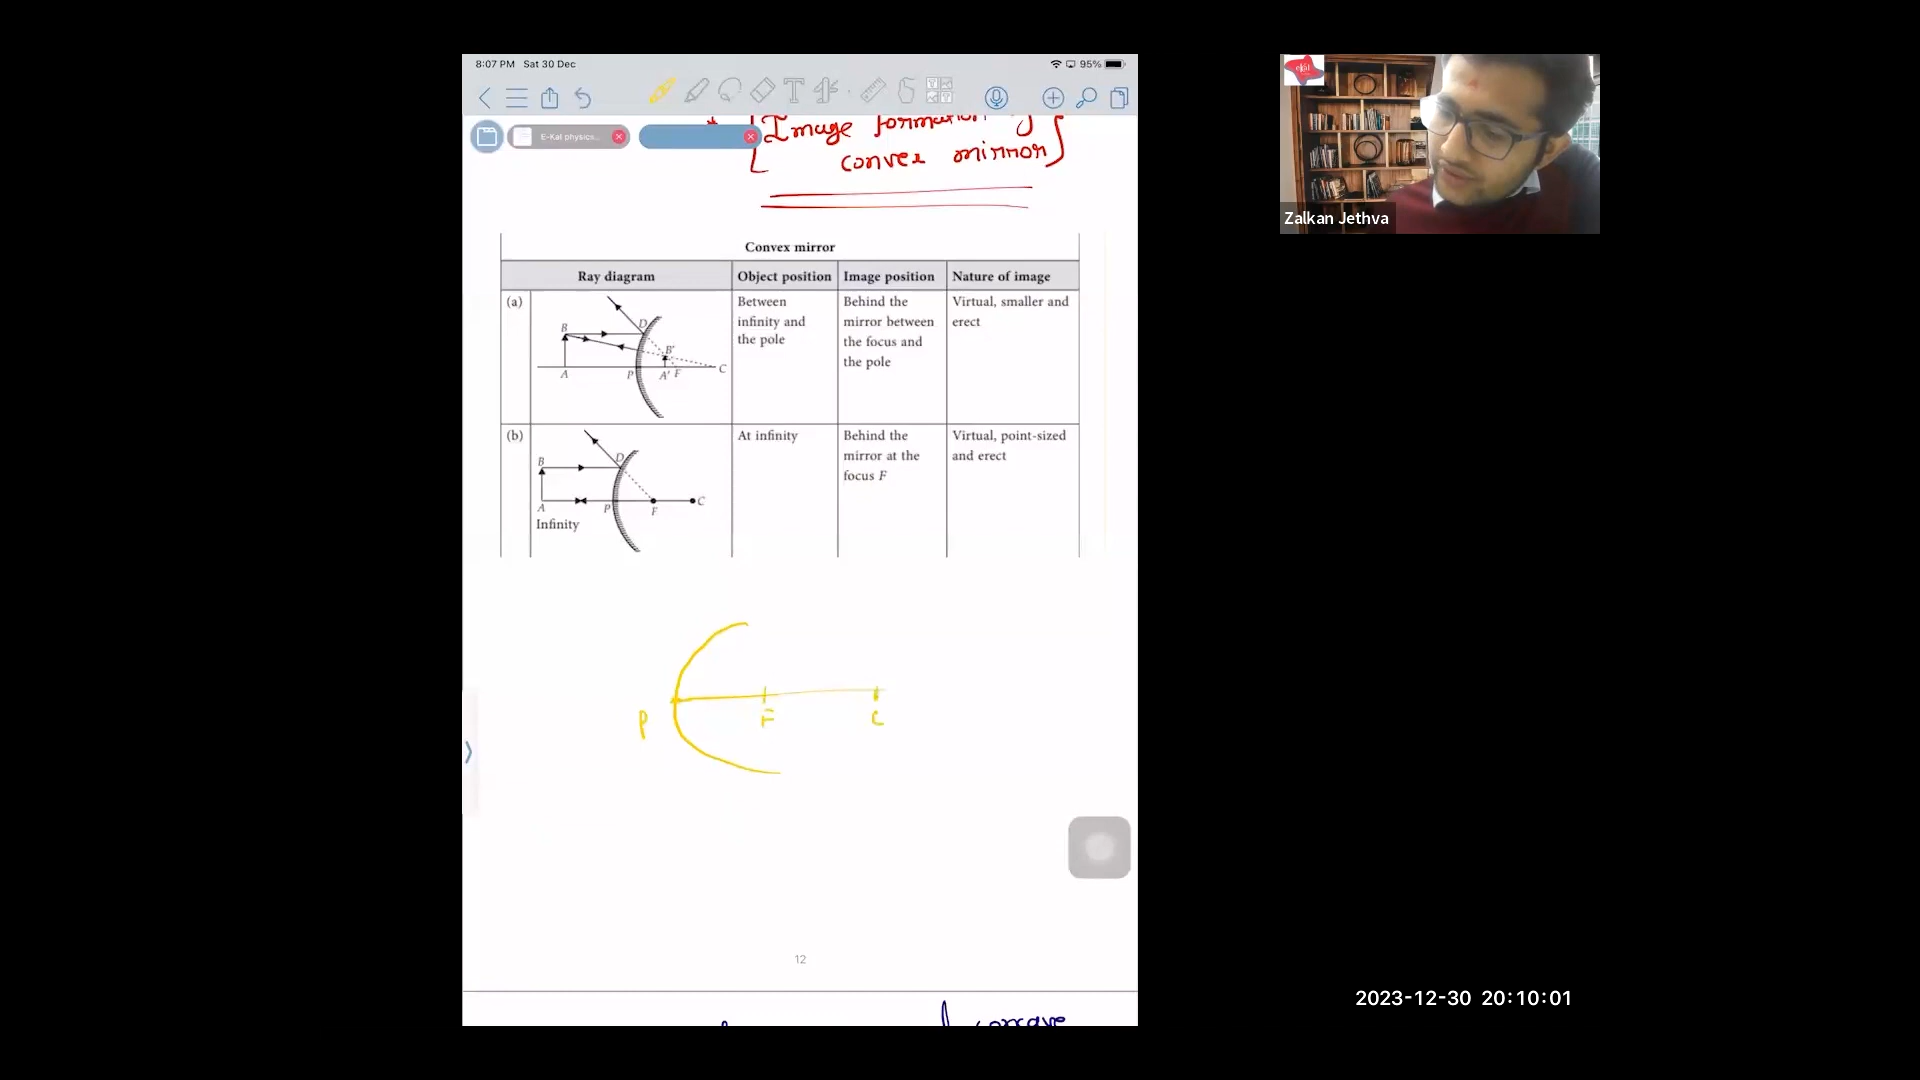 8:07 PM Sat 30 Dec
95%
E-Kal physics...
* [Image formation
convex mirror]
Convex mirror
Ray diagram Object position Image position Nature of image
(a) B D B' A P A' F C
Between infinity and the pole
Behind the mirror between the focus and the pole
Virtual, smaller and erect
(b) B D A P F C
Infinity
At infinity
Behind the mirror at the focus F
Virtual, point-sized and erect
P F C
12
concave
Zalkan Jethva
2023-12-30 20:10:01